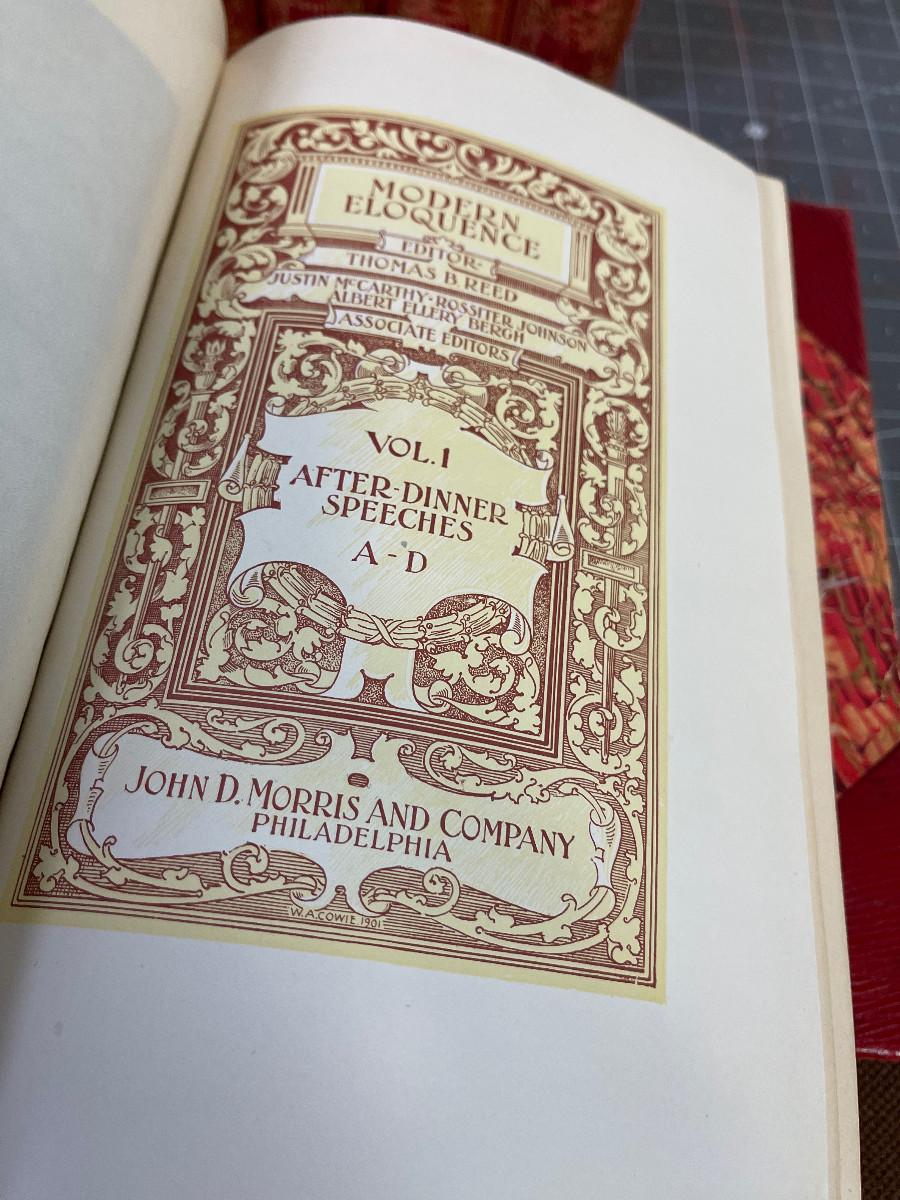 MODERN
ELOQUENCE
EDITOR-
THOMAS B. REED
JUSTIN McCARTHY·ROSSITER JOHNSON
ALBERT ELLERY BERGH
ASSOCIATE EDITORS
VOL. I
AFTER-DINNER
SPEECHES
A-D
JOHN D. MORRIS AND COMPANY
PHILADELPHIA
W.A.COWIE 1901